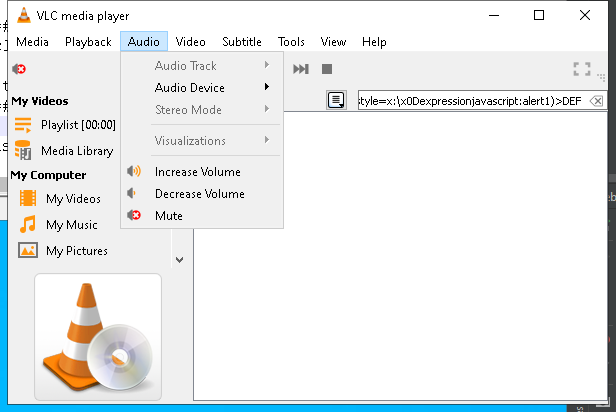 VLC media player
Media Playback Audio Video Subtitle Tools View Help
Audio Track
Audio Device
Stereo Mode
Visualizations
Increase Volume
Decrease Volume
Mute
style=x:\x0Dexpressionjavascript:alert1)>DEF
My Videos
Playlist [00:00]
Media Library
My Computer
My Videos
My Music
My Pictures